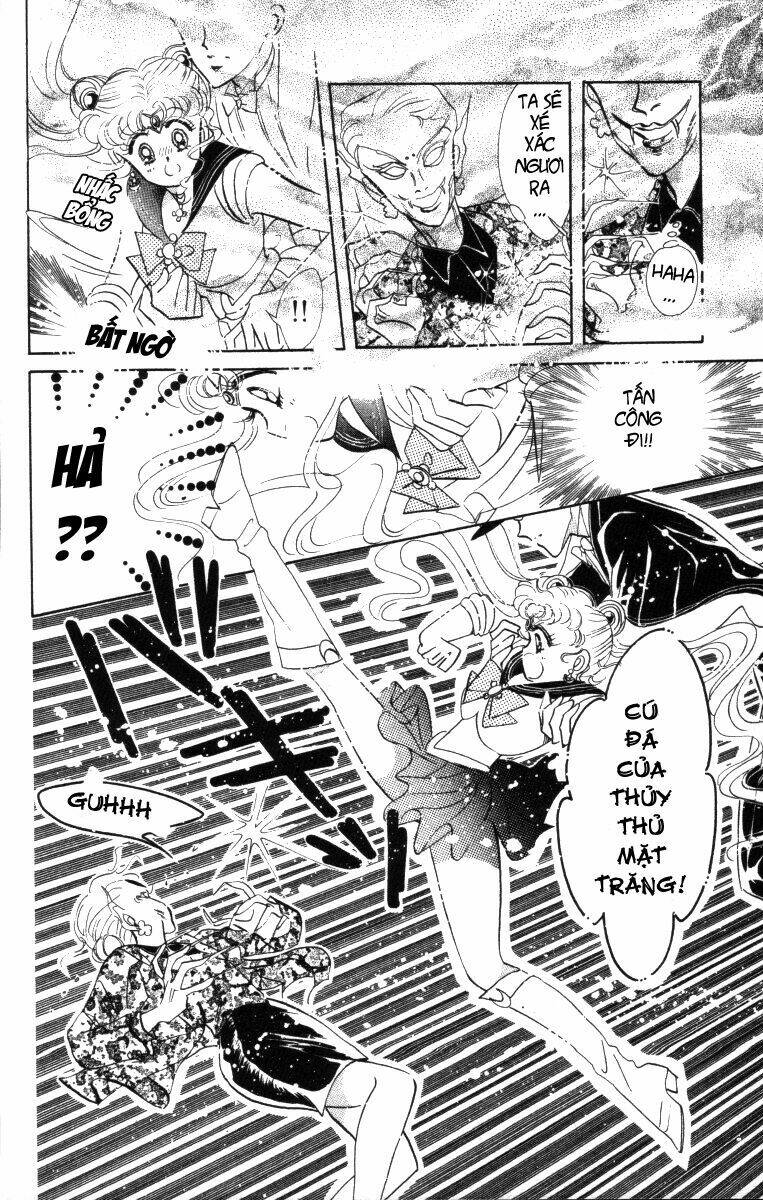 HAHA
...
TA SẼ
XÉ
XÁC
NGƯƠI
RA
...
NHẤC
BỔNG
!!
BẤT NGỜ
TẤN
CÔNG
ĐI!!!
HẢ
??
CÚ
ĐÁ
CỦA
THỦY
THỦ
MẶT
TRĂNG!
GUHHH